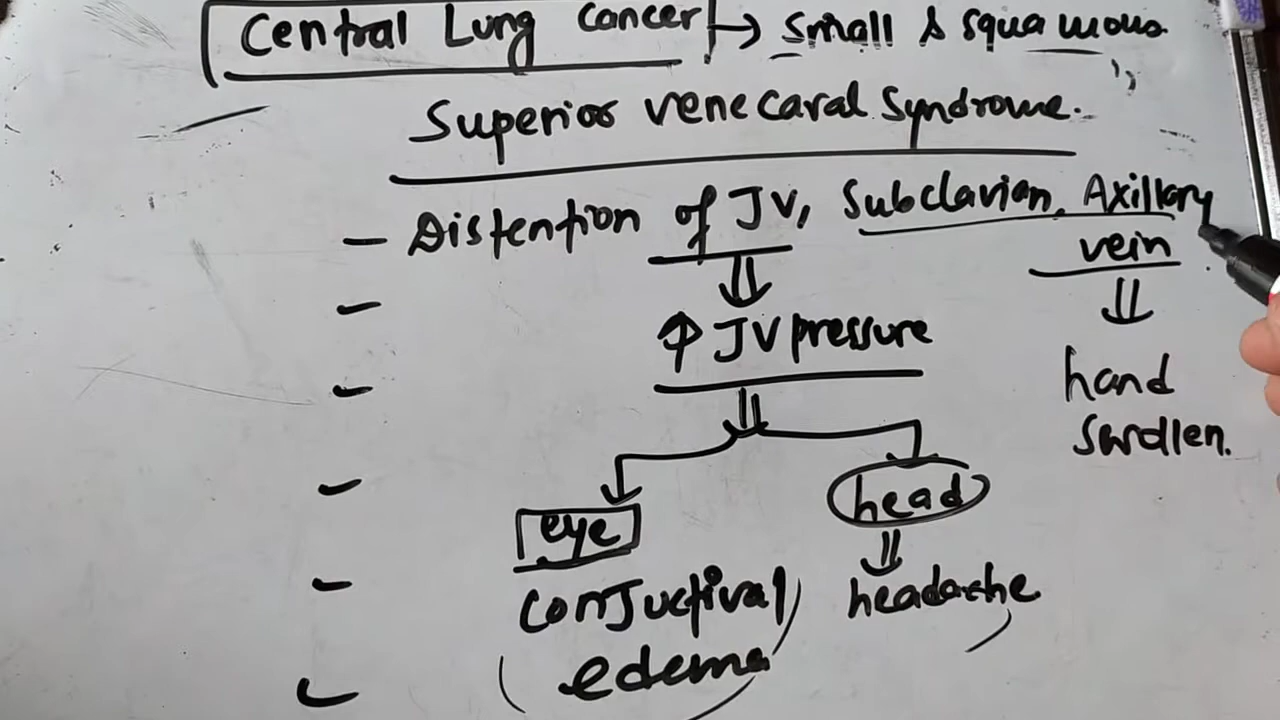 Central Lung cancer → small & squamous
Superior venecaval Syndrome.
- Distention of JV, Subclavian, Axillary
vein
⇓ ⇓
↑ JV pressure
hand
swollen.
eye head
⇓
conjuctival headache
edema